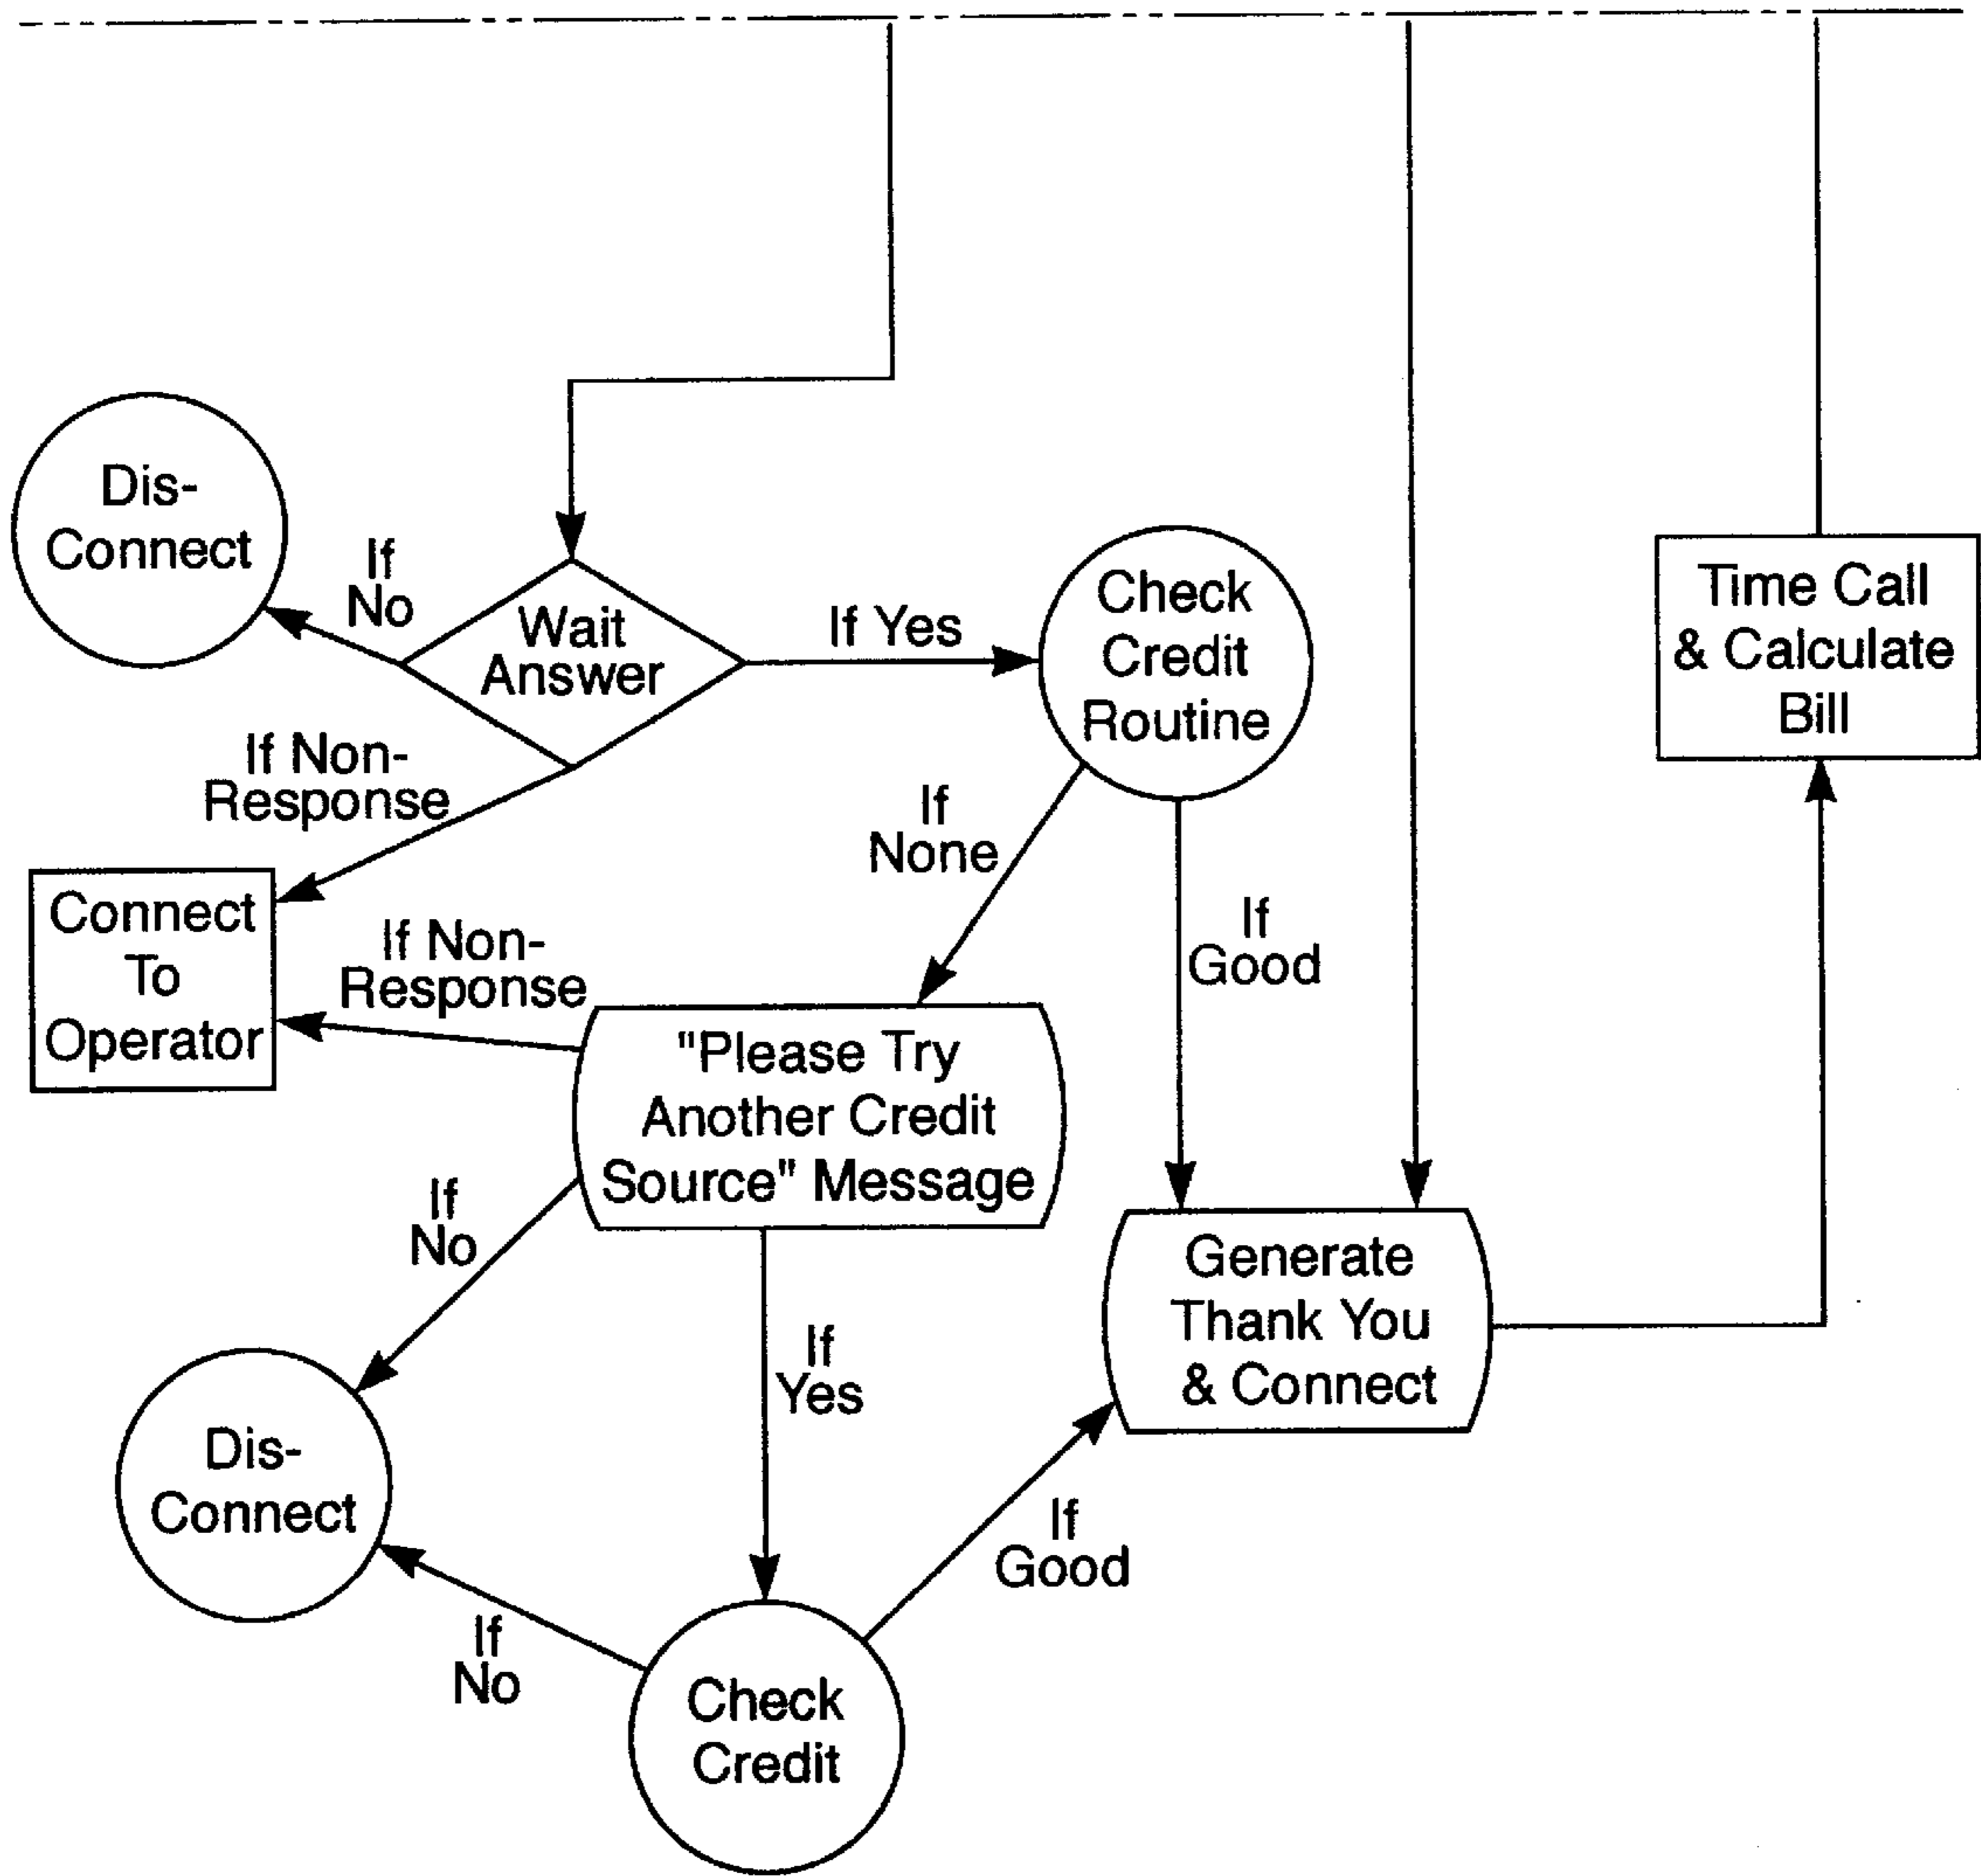 Dis-
Connect
If
No
Wait
Answer
If Yes
Check
Credit
Routine
Time Call
& Calculate
Bill
If Non-
Response
If
None
If
Good
Connect
To
Operator
If Non-
Response
"Please Try
Another Credit
Source" Message
If
No
If
Yes
Generate
Thank You
& Connect
Dis-
Connect
If
Good
If
No
Check
Credit